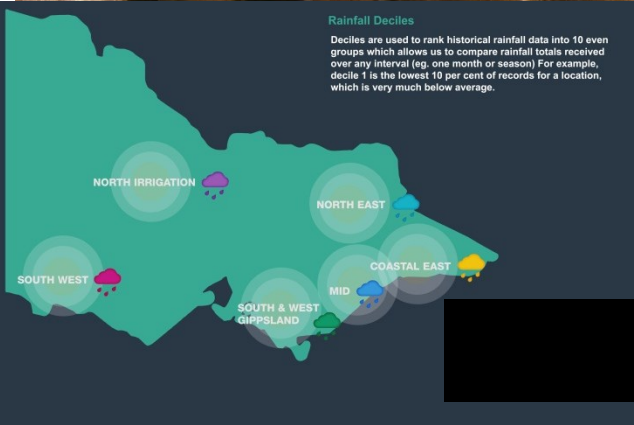 Rainfall Deciles
Deciles are used to rank historical rainfall data into 10 even
groups which allows us to compare rainfall totals received
over any interval (eg. one month or season) For example,
decile 1 is the lowest 10 per cent of records for a location,
which is very much below average.
NORTH IRRIGATION
NORTH EAST
COASTAL EAST
SOUTH WEST
MID
SOUTH & WEST
GIPPSLAND